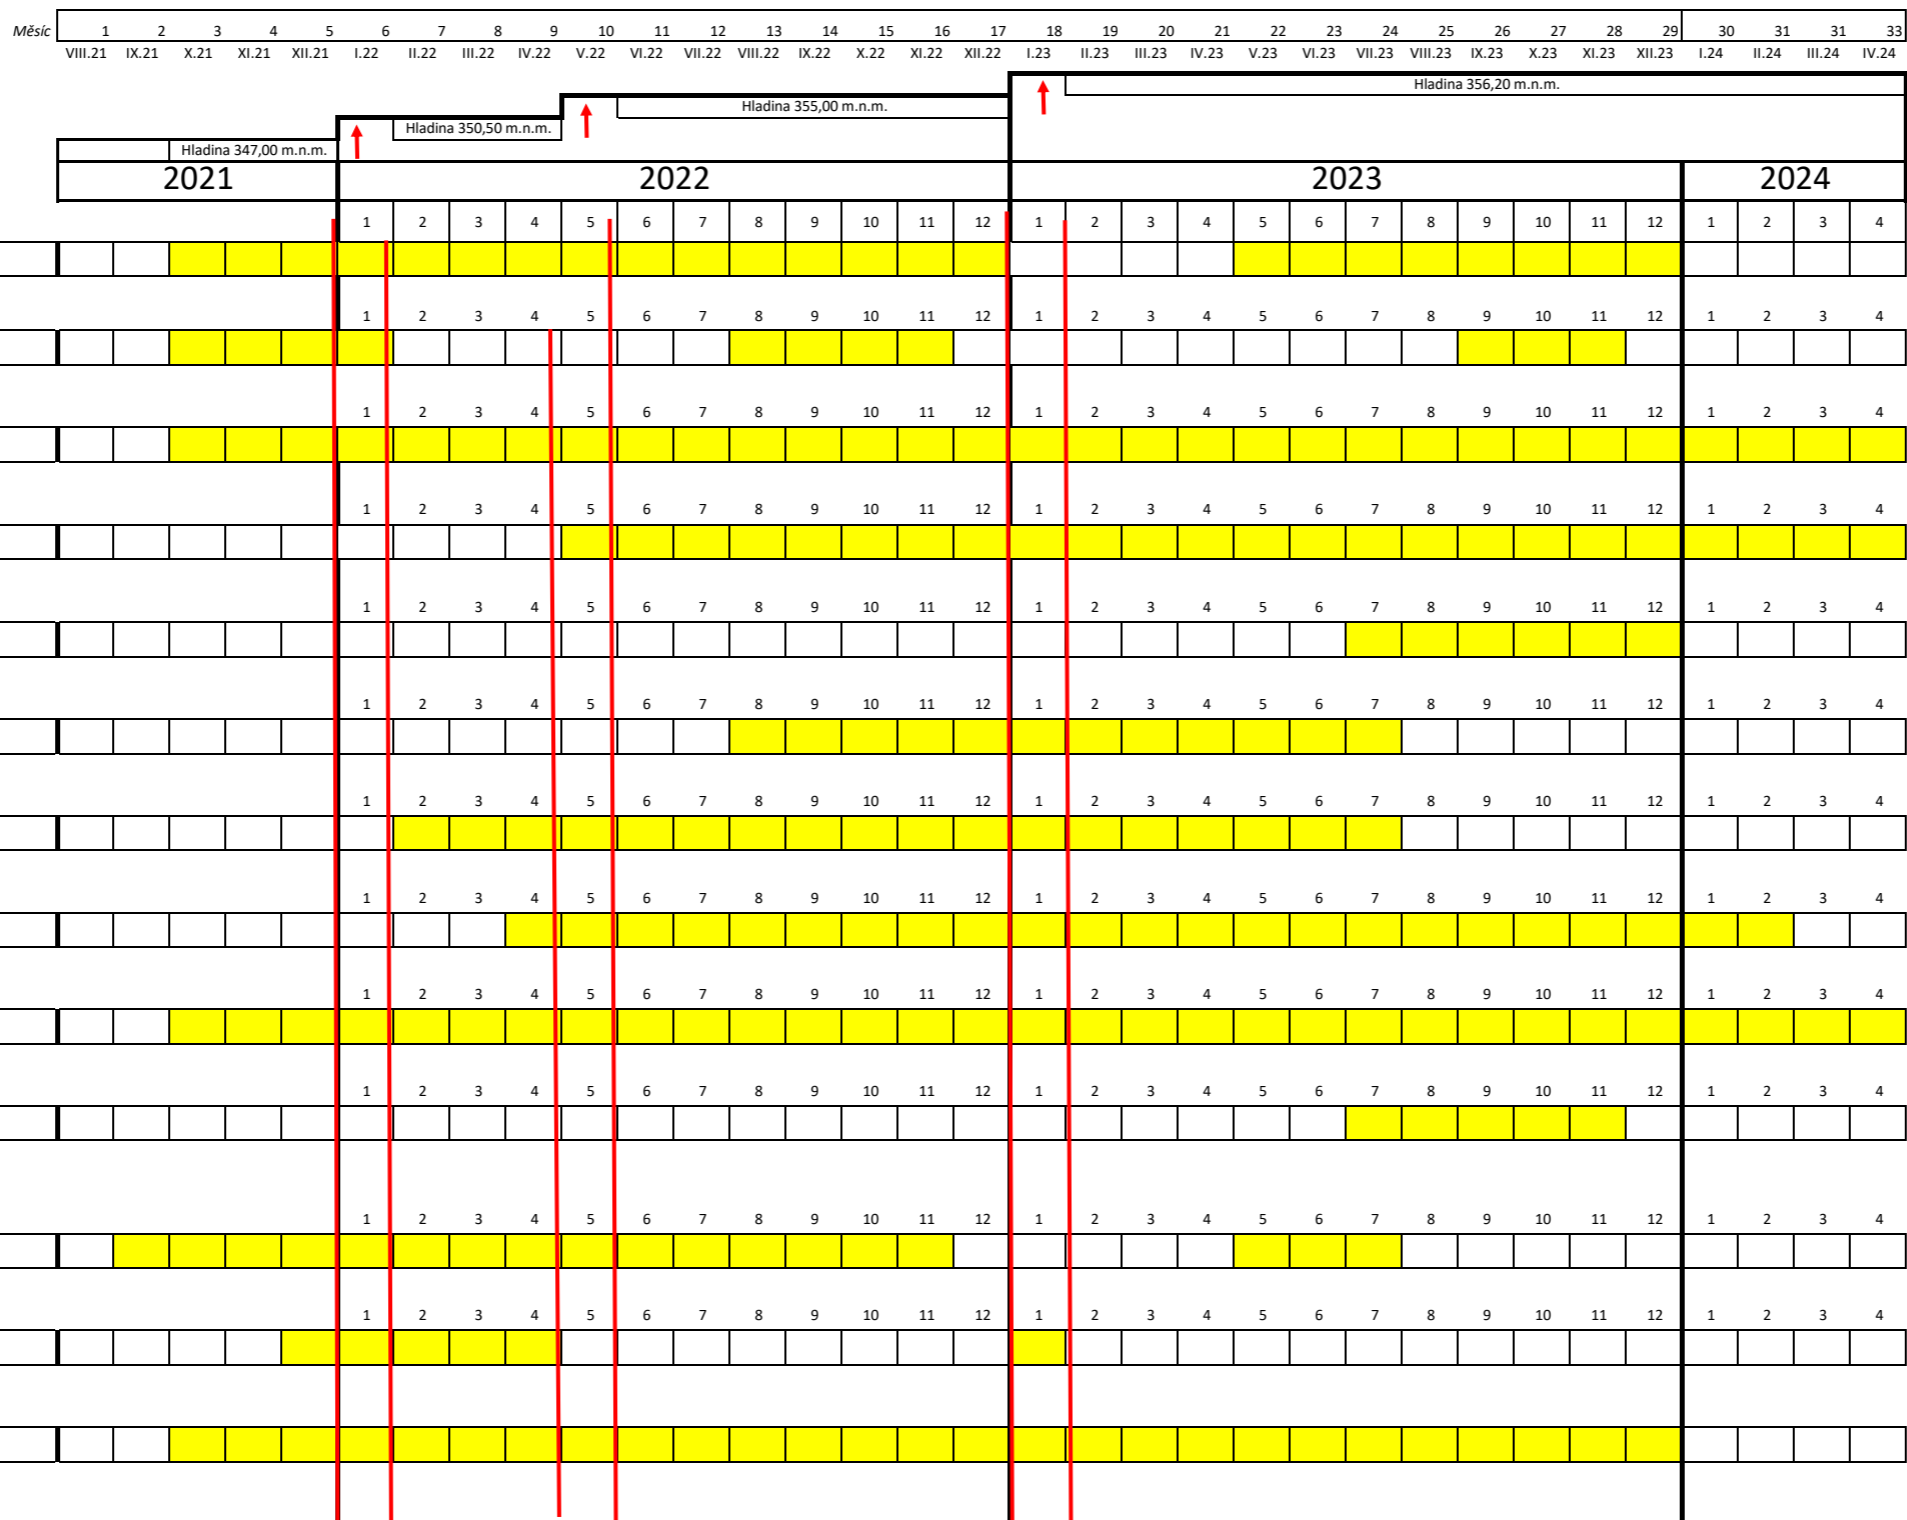 Měsíc 1 2 3 4 5 6 7 8 9 10 11 12 13 14 15 16 17 18 19 20 21 22 23 24 25 26 27 28 29 30 31 31 33
VIII.21 IX.21 X.21 XI.21 XII.21 I.22 II.22 III.22 IV.22 V.22 VI.22 VII.22 VIII.22 IX.22 X.22 XI.22 XII.22 I.23 II.23 III.23 IV.23 V.23 VI.23 VII.23 VIII.23 IX.23 X.23 XI.23 XII.23 I.24 II.24 III.24 IV.24
Hladina 356,20 m.n.m.
Hladina 355,00 m.n.m.
Hladina 350,50 m.n.m.
Hladina 347,00 m.n.m.
2021 2022 2023 2024
1 2 3 4 5 6 7 8 9 10 11 12 1 2 3 4 5 6 7 8 9 10 11 12 1 2 3 4
1 2 3 4 5 6 7 8 9 10 11 12 1 2 3 4 5 6 7 8 9 10 11 12 1 2 3 4
1 2 3 4 5 6 7 8 9 10 11 12 1 2 3 4 5 6 7 8 9 10 11 12 1 2 3 4
1 2 3 4 5 6 7 8 9 10 11 12 1 2 3 4 5 6 7 8 9 10 11 12 1 2 3 4
1 2 3 4 5 6 7 8 9 10 11 12 1 2 3 4 5 6 7 8 9 10 11 12 1 2 3 4
1 2 3 4 5 6 7 8 9 10 11 12 1 2 3 4 5 6 7 8 9 10 11 12 1 2 3 4
1 2 3 4 5 6 7 8 9 10 11 12 1 2 3 4 5 6 7 8 9 10 11 12 1 2 3 4
1 2 3 4 5 6 7 8 9 10 11 12 1 2 3 4 5 6 7 8 9 10 11 12 1 2 3 4
1 2 3 4 5 6 7 8 9 10 11 12 1 2 3 4 5 6 7 8 9 10 11 12 1 2 3 4
1 2 3 4 5 6 7 8 9 10 11 12 1 2 3 4 5 6 7 8 9 10 11 12 1 2 3 4
1 2 3 4 5 6 7 8 9 10 11 12 1 2 3 4 5 6 7 8 9 10 11 12 1 2 3 4
1 2 3 4 5 6 7 8 9 10 11 12 1 2 3 4 5 6 7 8 9 10 11 12 1 2 3 4